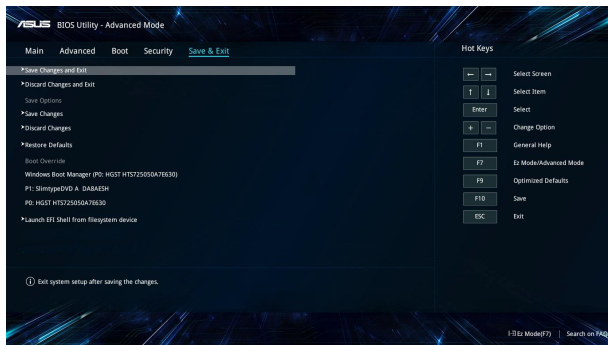 ASUS BIOS Utility - Advanced Mode
Main Advanced Boot Security Save & Exit
Hot Keys
Save Changes and Exit
Discard Changes and Exit
Save Options
Save Changes
Discard Changes
Restore Defaults
Boot Override
Windows Boot Manager (P0: HGST HTS725050A7E630)
P1: SlimtypeDVD A DA8AESH
P0: HGST HTS725050A7E630
Launch EFI Shell from filesystem device
← → Select Screen
↑ ↓ Select Item
Enter Select
+ − Change Option
F1 General Help
F7 Ez Mode/Advanced Mode
F9 Optimized Defaults
F10 Save
ESC Exit
Exit system setup after saving the changes.
Ez Mode(F7) | Search on FAQ